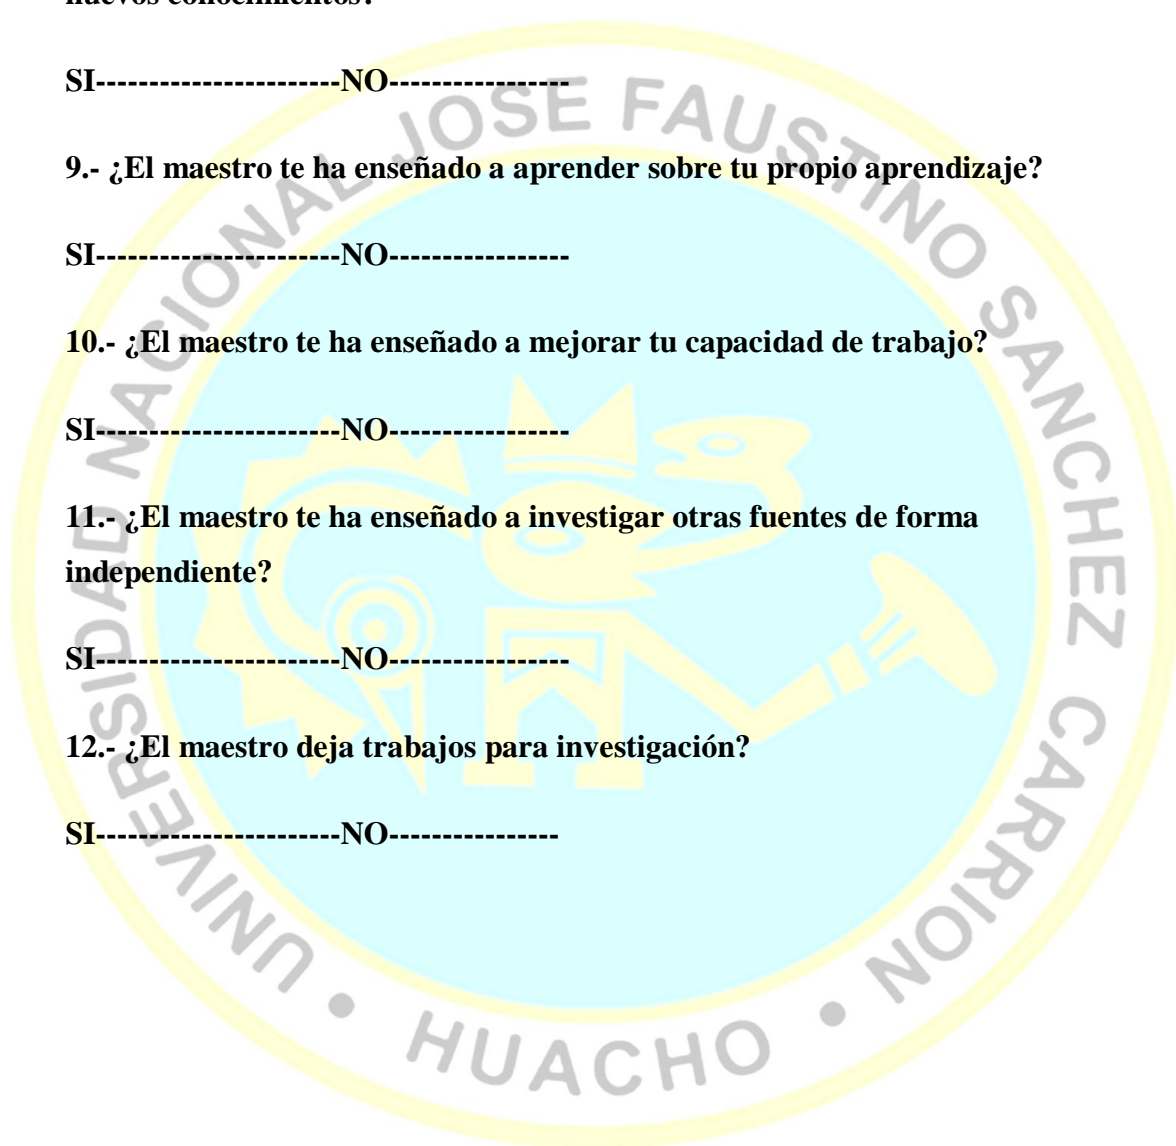 nuevos conocimientos?
SI-----------------------NO-----------------
9.- ¿El maestro te ha enseñado a aprender sobre tu propio aprendizaje?
SI-----------------------NO-----------------
10.- ¿El maestro te ha enseñado a mejorar tu capacidad de trabajo?
SI-----------------------NO-----------------
11.- ¿El maestro te ha enseñado a investigar otras fuentes de forma
independiente?
SI-----------------------NO-----------------
12.- ¿El maestro deja trabajos para investigación?
SI-----------------------NO----------------
UNIVERSIDAD NACIONAL JOSE FAUSTINO SANCHEZ CARRION • HUACHO •